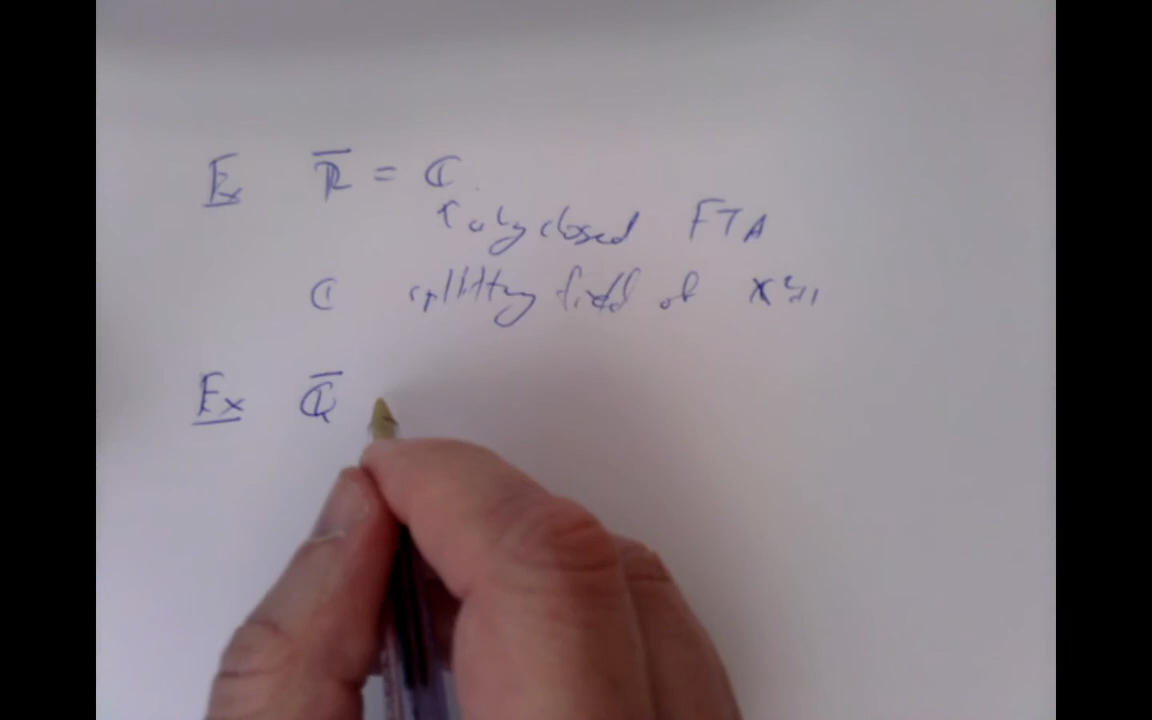 Ex ℝ̅ = ℂ.
↑ alg closed FTA
ℂ splitting field of x²+1
Ex ℚ̅